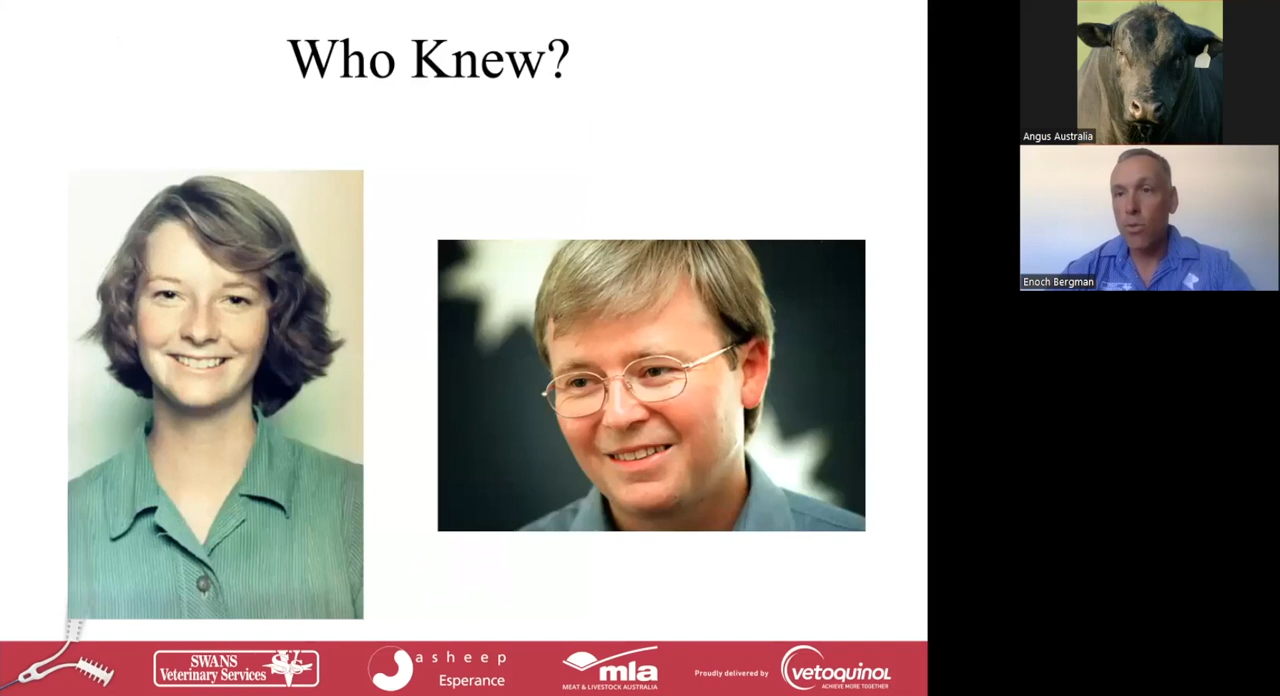 Who Knew?
Angus Australia
Enoch Bergman
SWANS
Veterinary Services
asheep
Esperance
mla
MEAT & LIVESTOCK AUSTRALIA
Proudly delivered by
vetoquinol
ACHIEVE MORE TOGETHER